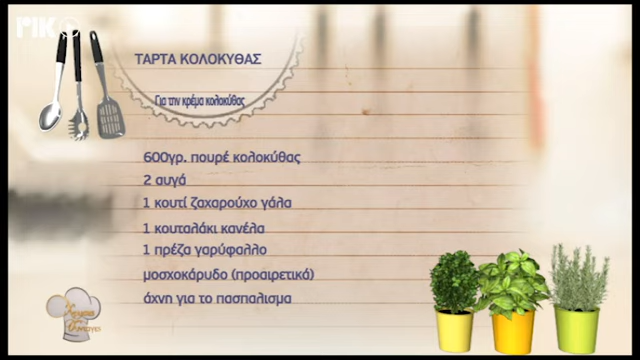 ΡΙΚ
ΤΑΡΤΑ ΚΟΛΟΚΥΘΑΣ
Για την κρέμα κολοκύθας
600γρ. πουρέ κολοκύθας
2 αυγά
1 κουτί ζαχαρούχο γάλα
1 κουταλάκι κανέλα
1 πρέζα γαρύφαλλο
μοσχοκάρυδο (προαιρετικά)
άχνη για το πασπαλισμα